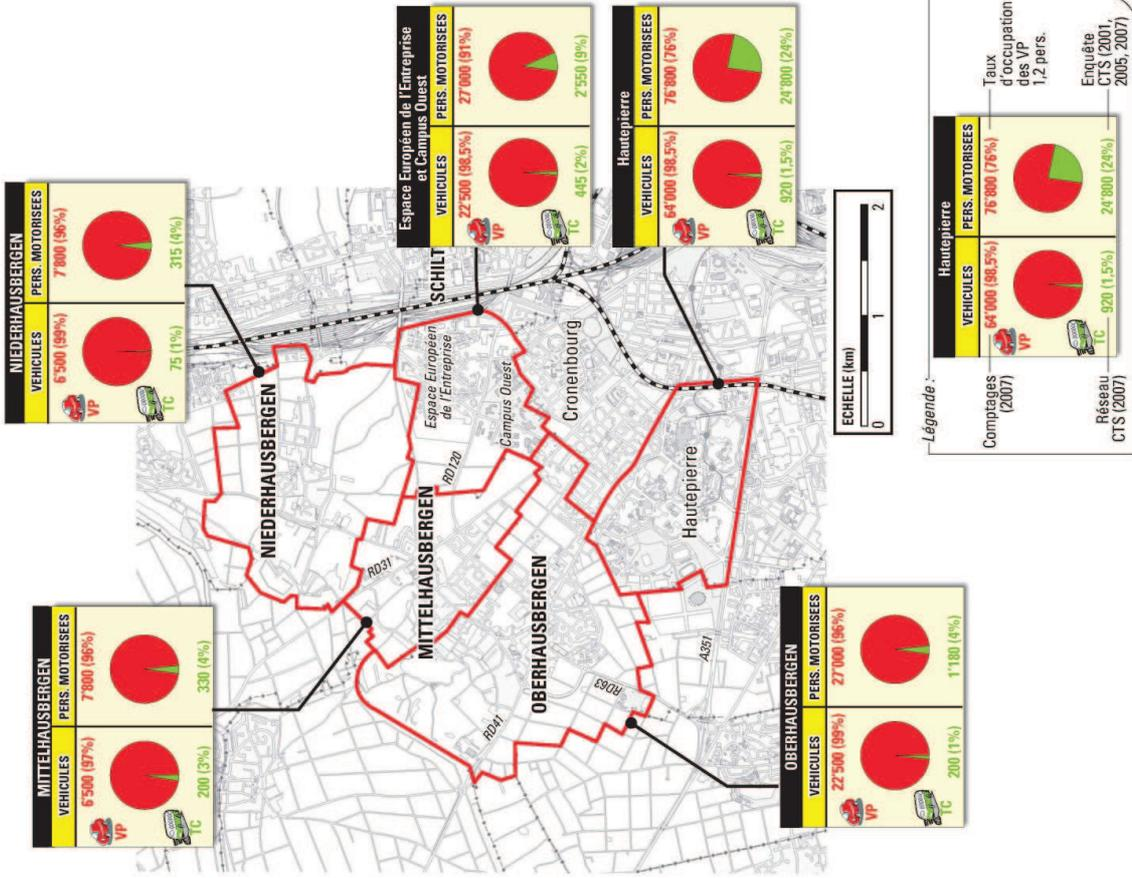 MITTELHAUSBERGEN
VEHICULES PERS. MOTORISEES
6'500 (97%) 7'800 (96%)
VP
TC
200 (3%) 330 (4%)
NIEDERHAUSBERGEN
VEHICULES PERS. MOTORISEES
6'500 (99%) 7'800 (96%)
VP
TC
75 (1%) 315 (4%)
Espace Européen de l'Entreprise
et Campus Ouest
VEHICULES PERS. MOTORISEES
22'500 (98,5%) 27'000 (91%)
VP
TC
445 (2%) 2'550 (9%)
Hautepierre
VEHICULES PERS. MOTORISEES
64'000 (98,5%) 76'800 (76%)
VP
TC
920 (1,5%) 24'800 (24%)
OBERHAUSBERGEN
VEHICULES PERS. MOTORISEES
22'500 (99%) 27'000 (96%)
VP
TC
200 (1%) 1'180 (4%)
NIEDERHAUSBERGEN
SCHILT
Espace Européen
de l'Entreprise
Campus Ouest
RD120
RD31
MITTELHAUSBERGEN
Cronenbourg
OBERHAUSBERGEN
RD41
RD63
Hautepierre
A351
ECHELLE (km)
0 1 2
Légende :
Hautepierre
VEHICULES PERS. MOTORISEES
Comptages
(2007)
64'000 (98,5%) 76'800 (76%)
Taux
d'occupation
des VP
1,2 pers.
VP
TC
Réseau
CTS (2007)
920 (1,5%) 24'800 (24%)
Enquête
CTS (2001,
2005, 2007)